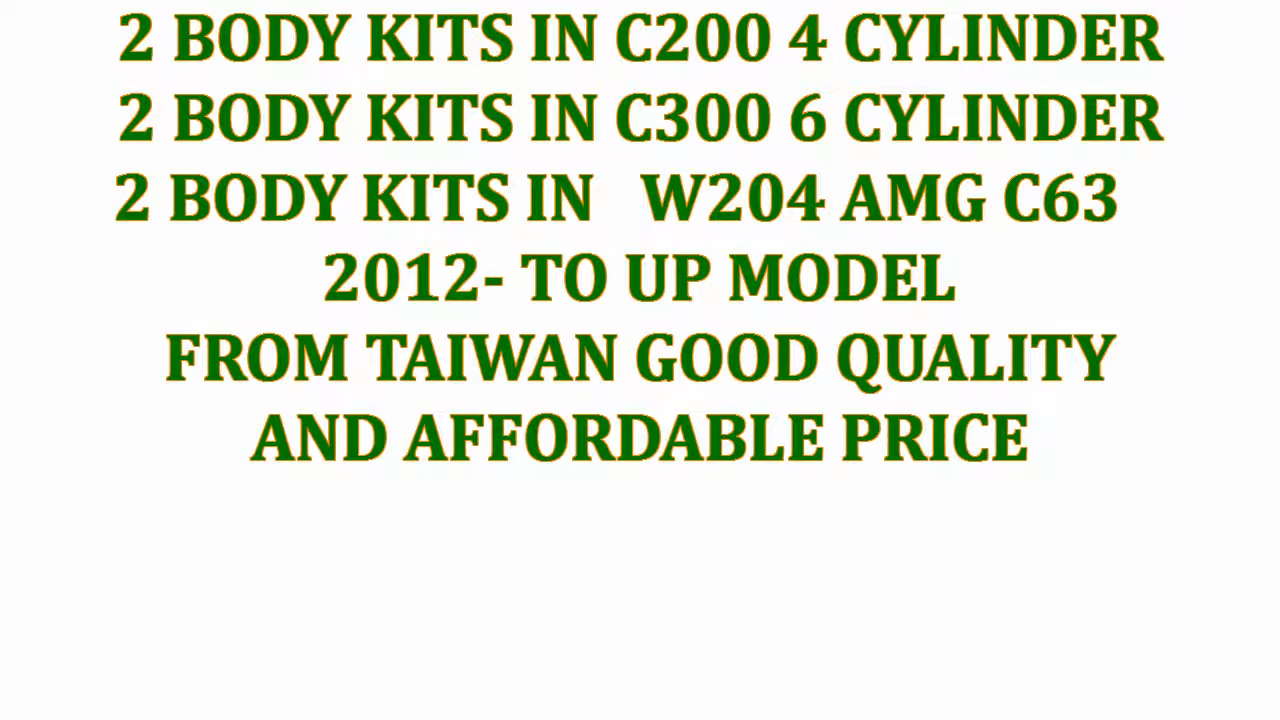 2 BODY KITS IN C200 4 CYLINDER
2 BODY KITS IN C300 6 CYLINDER
2 BODY KITS IN W204 AMG C63
2012- TO UP MODEL
FROM TAIWAN GOOD QUALITY
AND AFFORDABLE PRICE